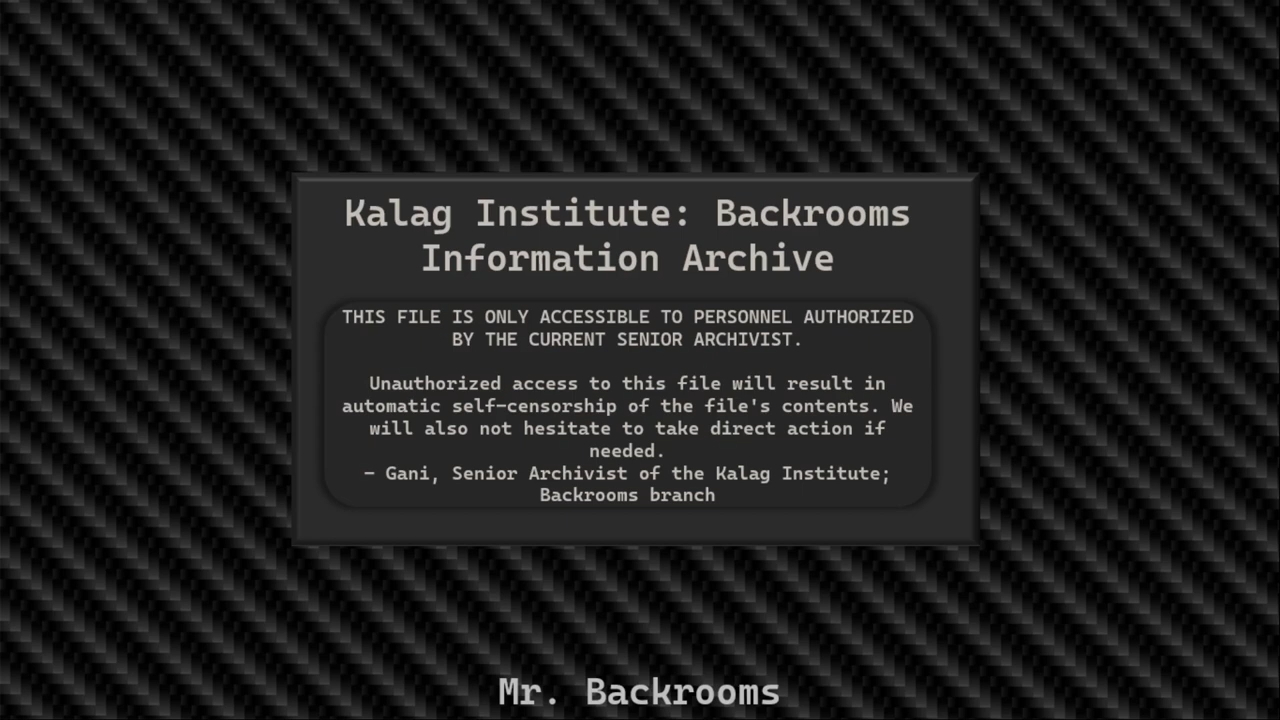 Kalag Institute: Backrooms
Information Archive
THIS FILE IS ONLY ACCESSIBLE TO PERSONNEL AUTHORIZED
BY THE CURRENT SENIOR ARCHIVIST.
Unauthorized access to this file will result in
automatic self-censorship of the file's contents. We
will also not hesitate to take direct action if
needed.
- Gani, Senior Archivist of the Kalag Institute;
Backrooms branch
Mr. Backrooms